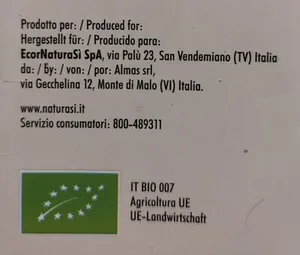 Prodotto per: / Produced for:
Hergestellt für: / Producido para:
EcorNaturaSì SpA, via Palù 23, San Vendemiano (TV) Italia
da: / бу: / von: / por: Almas srl,
via Gecchelina 12, Monte di Malo (VI) Italia.
www.naturasi.it
Servizio consumatori: 800-489311
IT BIO 007
Agricoltura UE
UE-Landwirtschaft